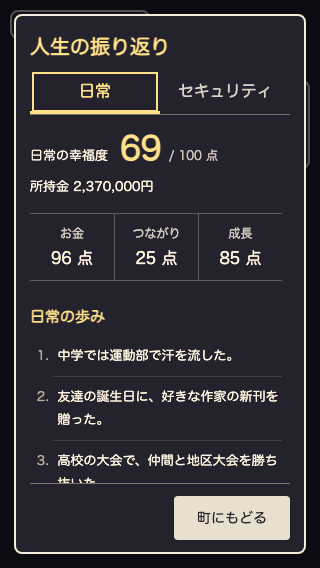 人生の振り返り
日常 セキュリティ
日常の幸福度 69 / 100 点
所持金 2,370,000円
お金 つながり 成長
96 点 25 点 85 点
日常の歩み
1. 中学では運動部で汗を流した。
2. 友達の誕生日に、好きな作家の新刊を
贈った。
3. 高校の大会で、仲間と地区大会を勝ち
抜いた
町にもどる